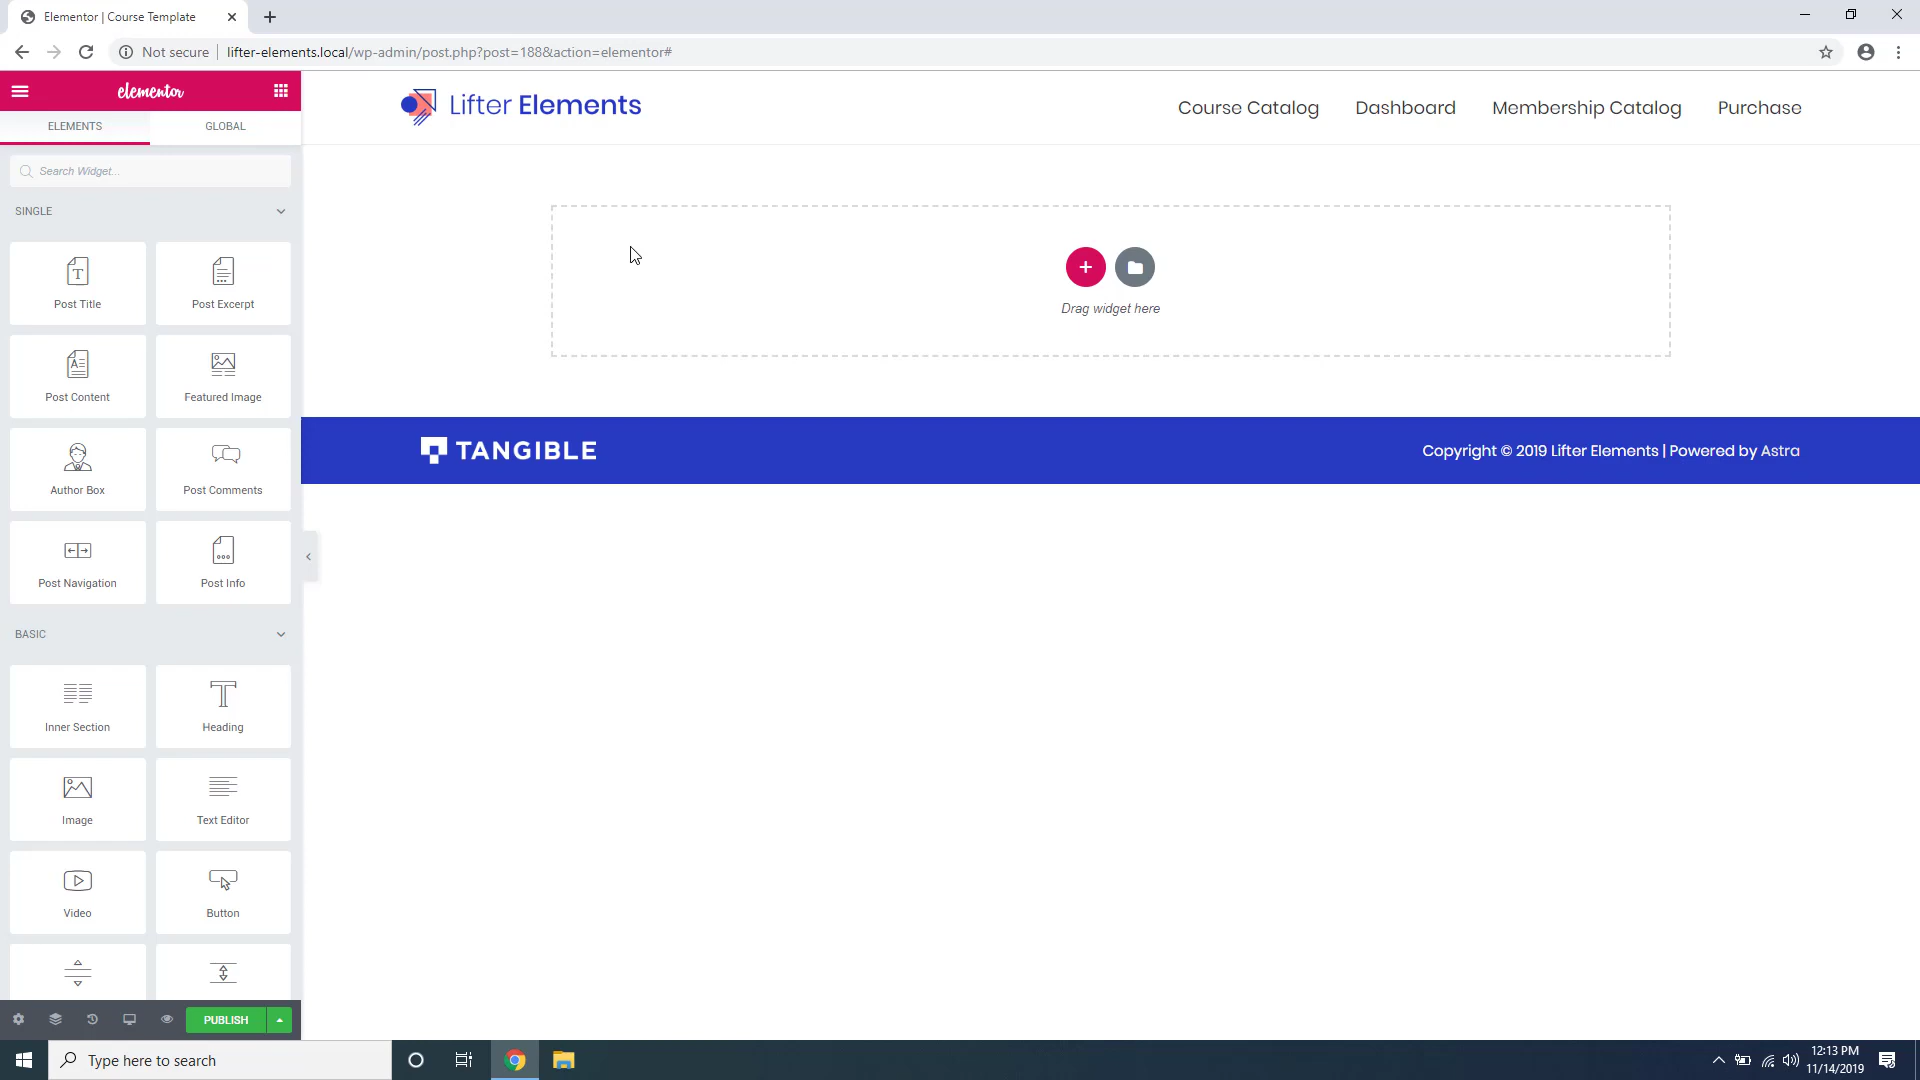 Elementor | Course Template
Not secure
lifter-elements.local/wp-admin/post.php?post=188&action=elementor#
elementor
ELEMENTS
GLOBAL
Search Widget...
SINGLE
Post Title
Post Excerpt
Post Content
Featured Image
Author Box
Post Comments
Post Navigation
Post Info
BASIC
Inner Section
Heading
Image
Text Editor
Video
Button
PUBLISH
Lifter Elements
Course Catalog
Dashboard
Membership Catalog
Purchase
Drag widget here
TANGIBLE
Copyright © 2019 Lifter Elements | Powered by Astra
Type here to search
12:13 PM
11/14/2019